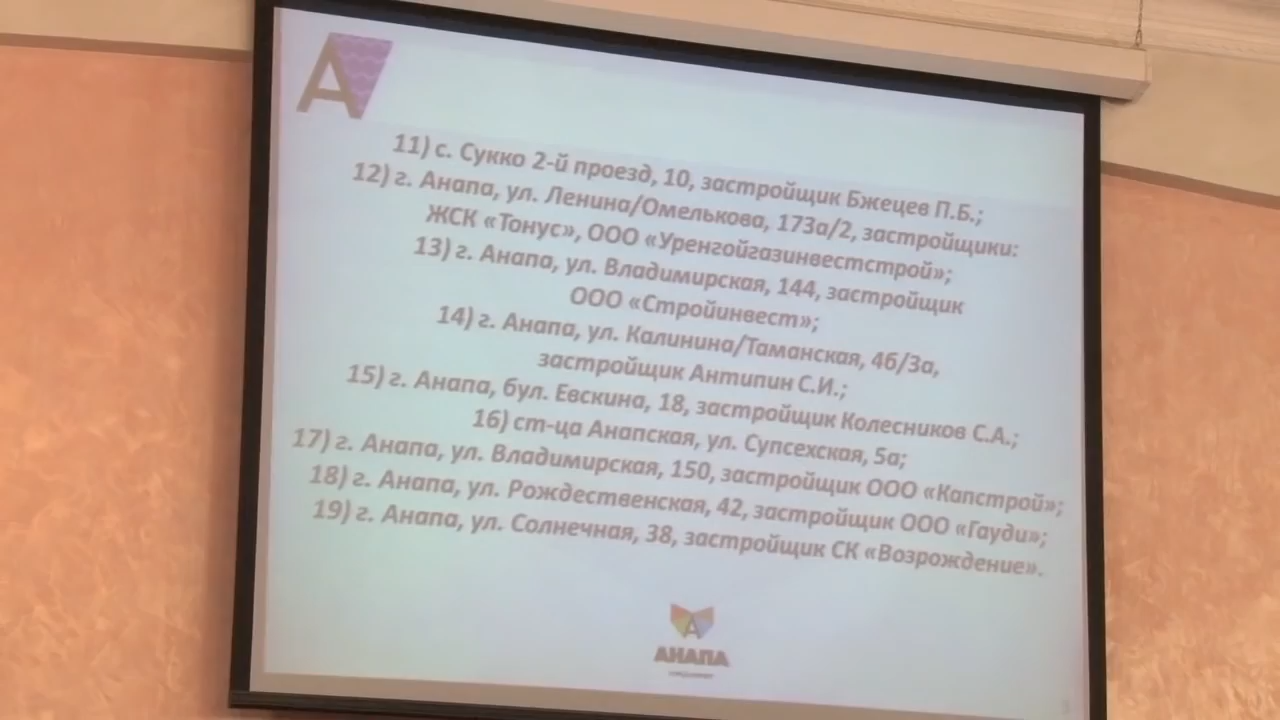 А
11) с. Сукко 2-й проезд, 10, застройщик Бжецев П.Б.;
12) г. Анапа, ул. Ленина/Омелькова, 173а/2, застройщики:
ЖСК «Тонус», ООО «Уренгойгазинвестстрой»;
13) г. Анапа, ул. Владимирская, 144, застройщик
ООО «Стройинвест»;
14) г. Анапа, ул. Калинина/Таманская, 4б/3а,
застройщик Антипин С.И.;
15) г. Анапа, бул. Евскина, 18, застройщик Колесников С.А.;
16) ст-ца Анапская, ул. Супсехская, 5а;
17) г. Анапа, ул. Владимирская, 150, застройщик ООО «Капстрой»;
18) г. Анапа, ул. Рождественская, 42, застройщик ООО «Гауди»;
19) г. Анапа, ул. Солнечная, 38, застройщик СК «Возрождение».
А
АНАПА